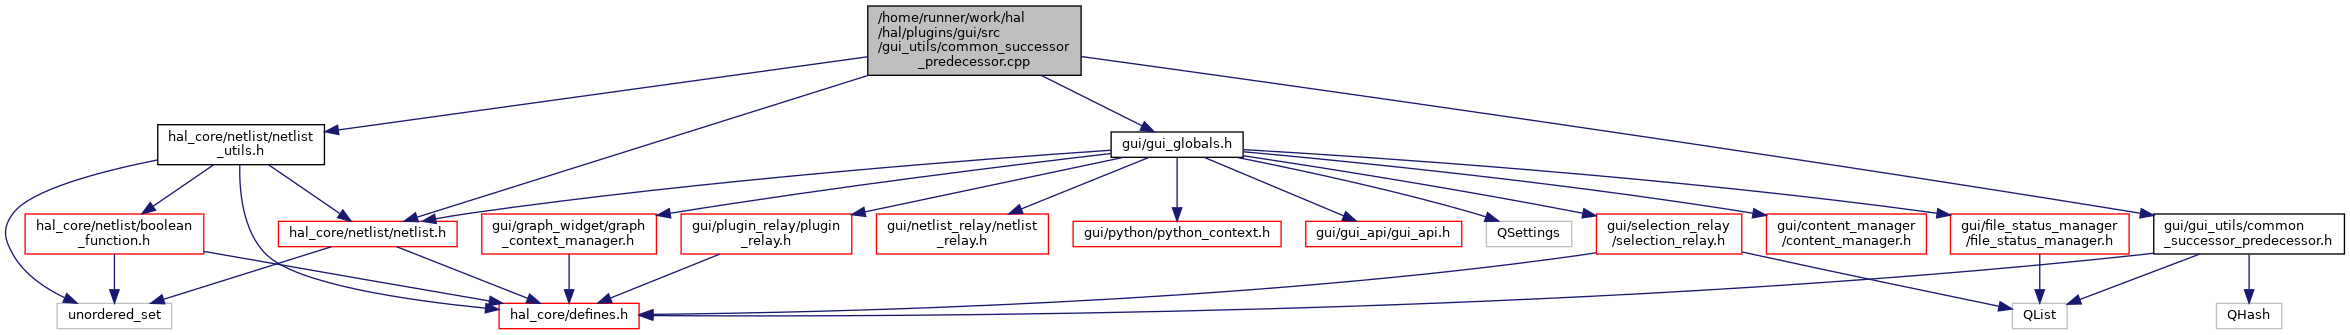 /home/runner/work/hal
/hal/plugins/gui/src
/gui_utils/common_successor
_predecessor.cpp
hal_core/netlist/netlist
_utils.h
gui/gui_globals.h
hal_core/netlist/boolean
_function.h
hal_core/netlist/netlist.h
gui/graph_widget/graph
_context_manager.h
gui/plugin_relay/plugin
_relay.h
gui/netlist_relay/netlist
_relay.h
gui/python/python_context.h
gui/gui_api/gui_api.h
QSettings
gui/selection_relay
/selection_relay.h
gui/content_manager
/content_manager.h
gui/file_status_manager
/file_status_manager.h
gui/gui_utils/common
_successor_predecessor.h
unordered_set
hal_core/defines.h
QList
QHash